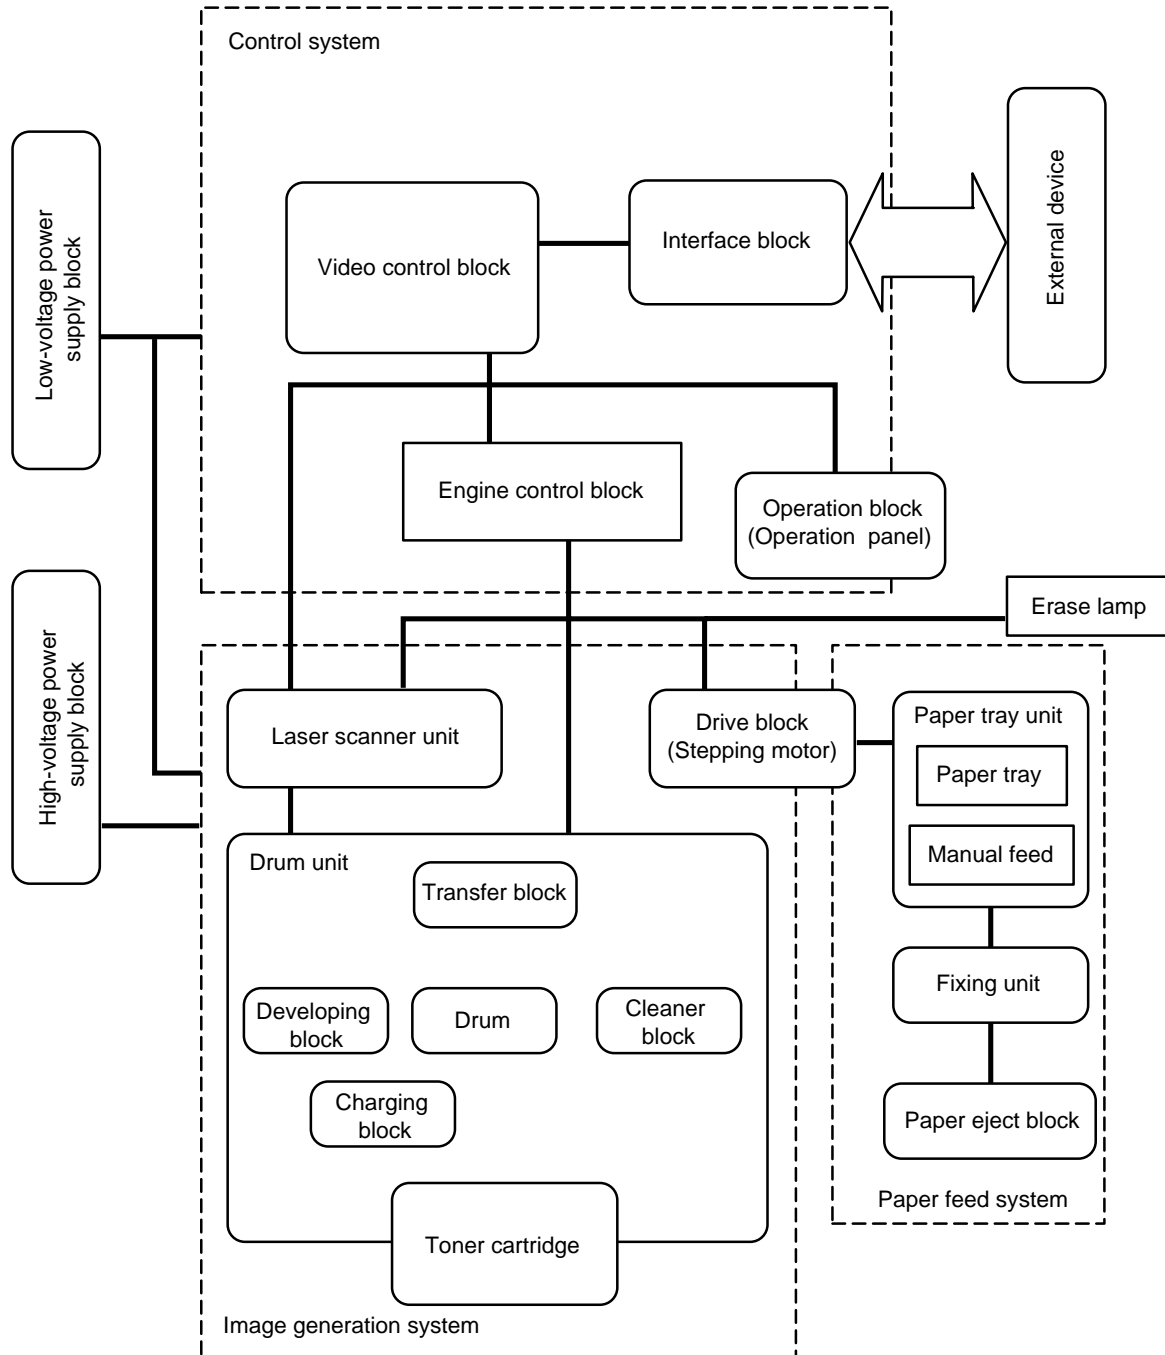 Control system
Low-voltage power
supply block
External device
Video control block
Interface block
Engine control block
Operation block
(Operation  panel)
High-voltage power
supply block
Erase lamp
Laser scanner unit
Drive block
(Stepping motor)
Paper tray unit
Paper tray
Manual feed
Drum unit
Transfer block
Developing
block
Drum
Cleaner
block
Fixing unit
Charging
block
Paper eject block
Toner cartridge
Paper feed system
Image generation system